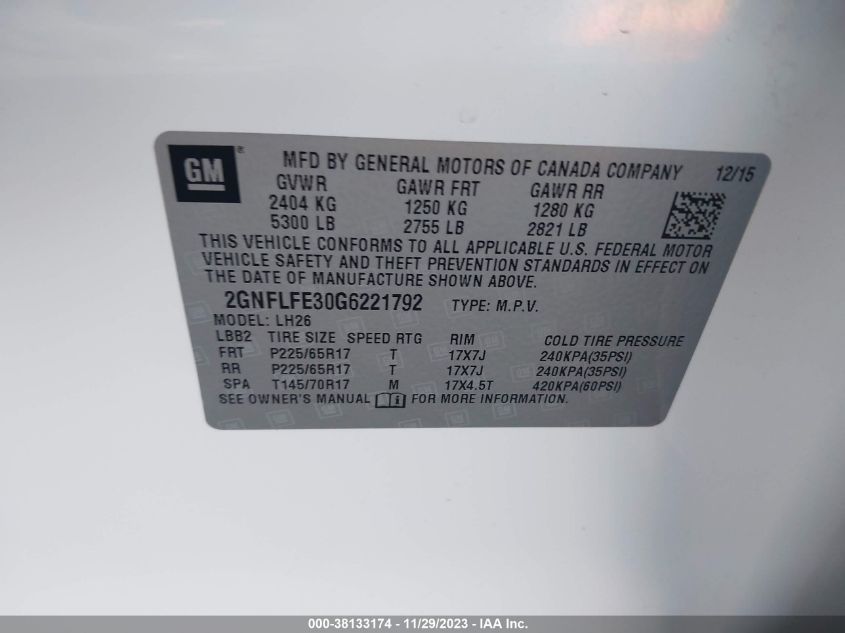 GM ® MFD BY GENERAL MOTORS OF CANADA COMPANY 12/15
GVWR GAWR FRT GAWR RR
2404 KG 1250 KG 1280 KG
5300 LB 2755 LB 2821 LB
THIS VEHICLE CONFORMS TO ALL APPLICABLE U.S. FEDERAL MOTOR
VEHICLE SAFETY AND THEFT PREVENTION STANDARDS IN EFFECT ON
THE DATE OF MANUFACTURE SHOWN ABOVE.
2GNFLFE30G6221792 TYPE: M.P.V.
MODEL: LH26
LBB2 TIRE SIZE SPEED RTG RIM COLD TIRE PRESSURE
FRT P225/65R17 T 17X7J 240KPA(35PSI)
RR P225/65R17 T 17X7J 240KPA(35PSI)
SPA T145/70R17 M 17X4.5T 420KPA(60PSI)
SEE OWNER'S MANUAL i FOR MORE INFORMATION.
000-38133174 - 11/29/2023 - IAA Inc.